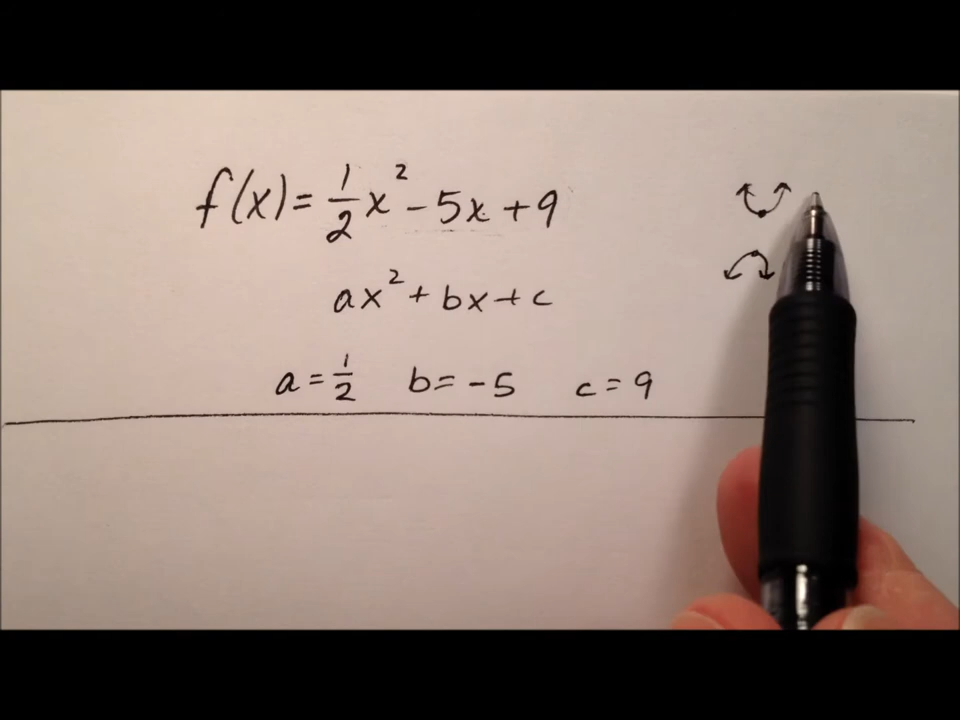 f(x) = 1/2 x² - 5x + 9
ax² + bx + c
a = 1/2 b = -5 c = 9